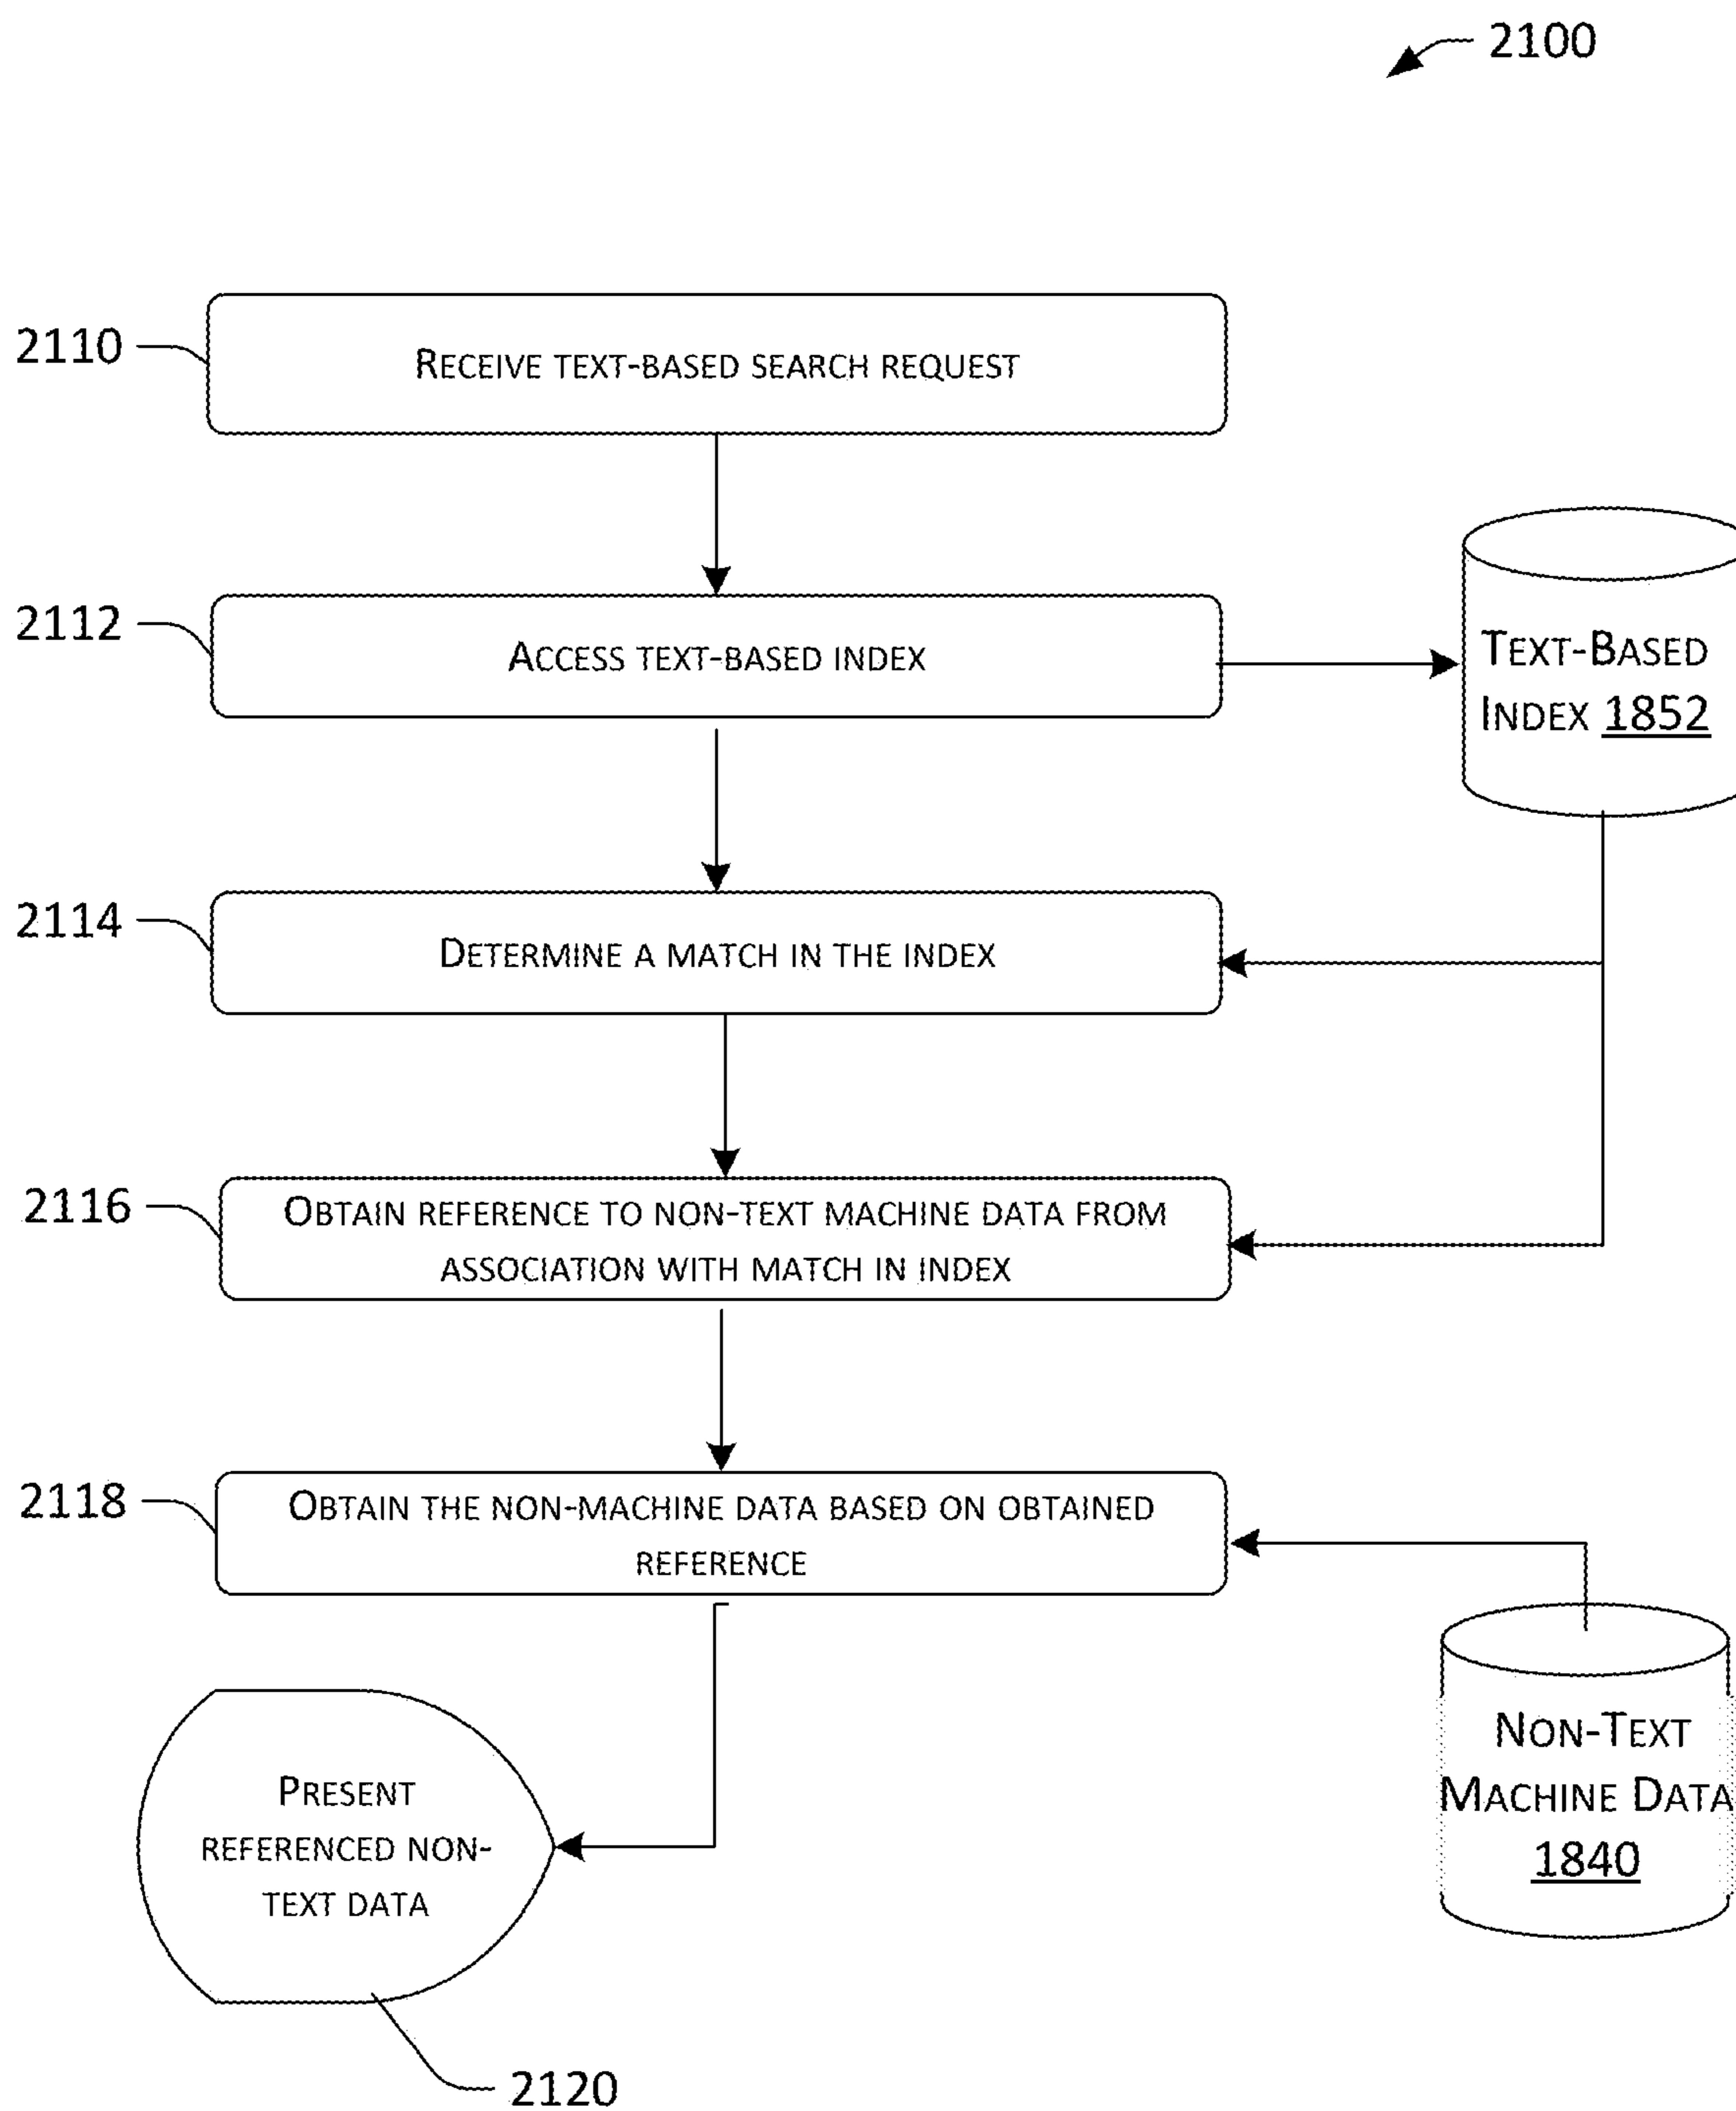 2100
2110
RECEIVE TEXT-BASED SEARCH REQUEST
2112
ACCESS TEXT-BASED INDEX
TEXT-BASED
INDEX 1852
2114
DETERMINE A MATCH IN THE INDEX
2116
OBTAIN REFERENCE TO NON-TEXT MACHINE DATA FROM
ASSOCIATION WITH MATCH IN INDEX
2118
OBTAIN THE NON-MACHINE DATA BASED ON OBTAINED
REFERENCE
NON-TEXT
MACHINE DATA
1840
PRESENT
REFERENCED NON-
TEXT DATA
2120